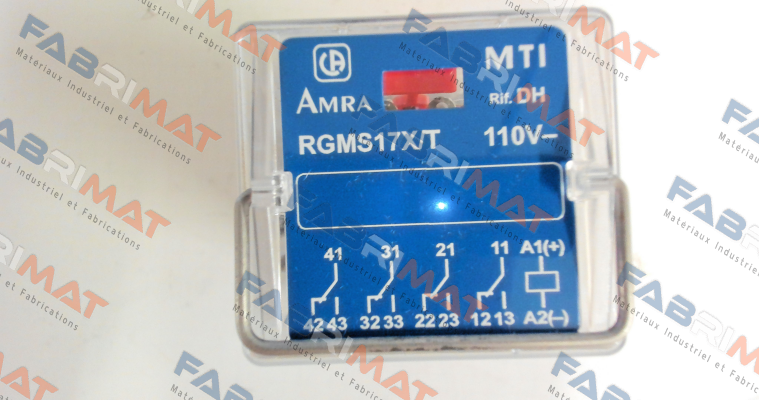 MTI
AMRA
Rif. DH
RGMS17X/T 110V⎓
41 31 21 11 A1(+)
42 43 32 33 22 23 12 13 A2(–)
FABRIMAT
Matériaux Industriel et Fabrications